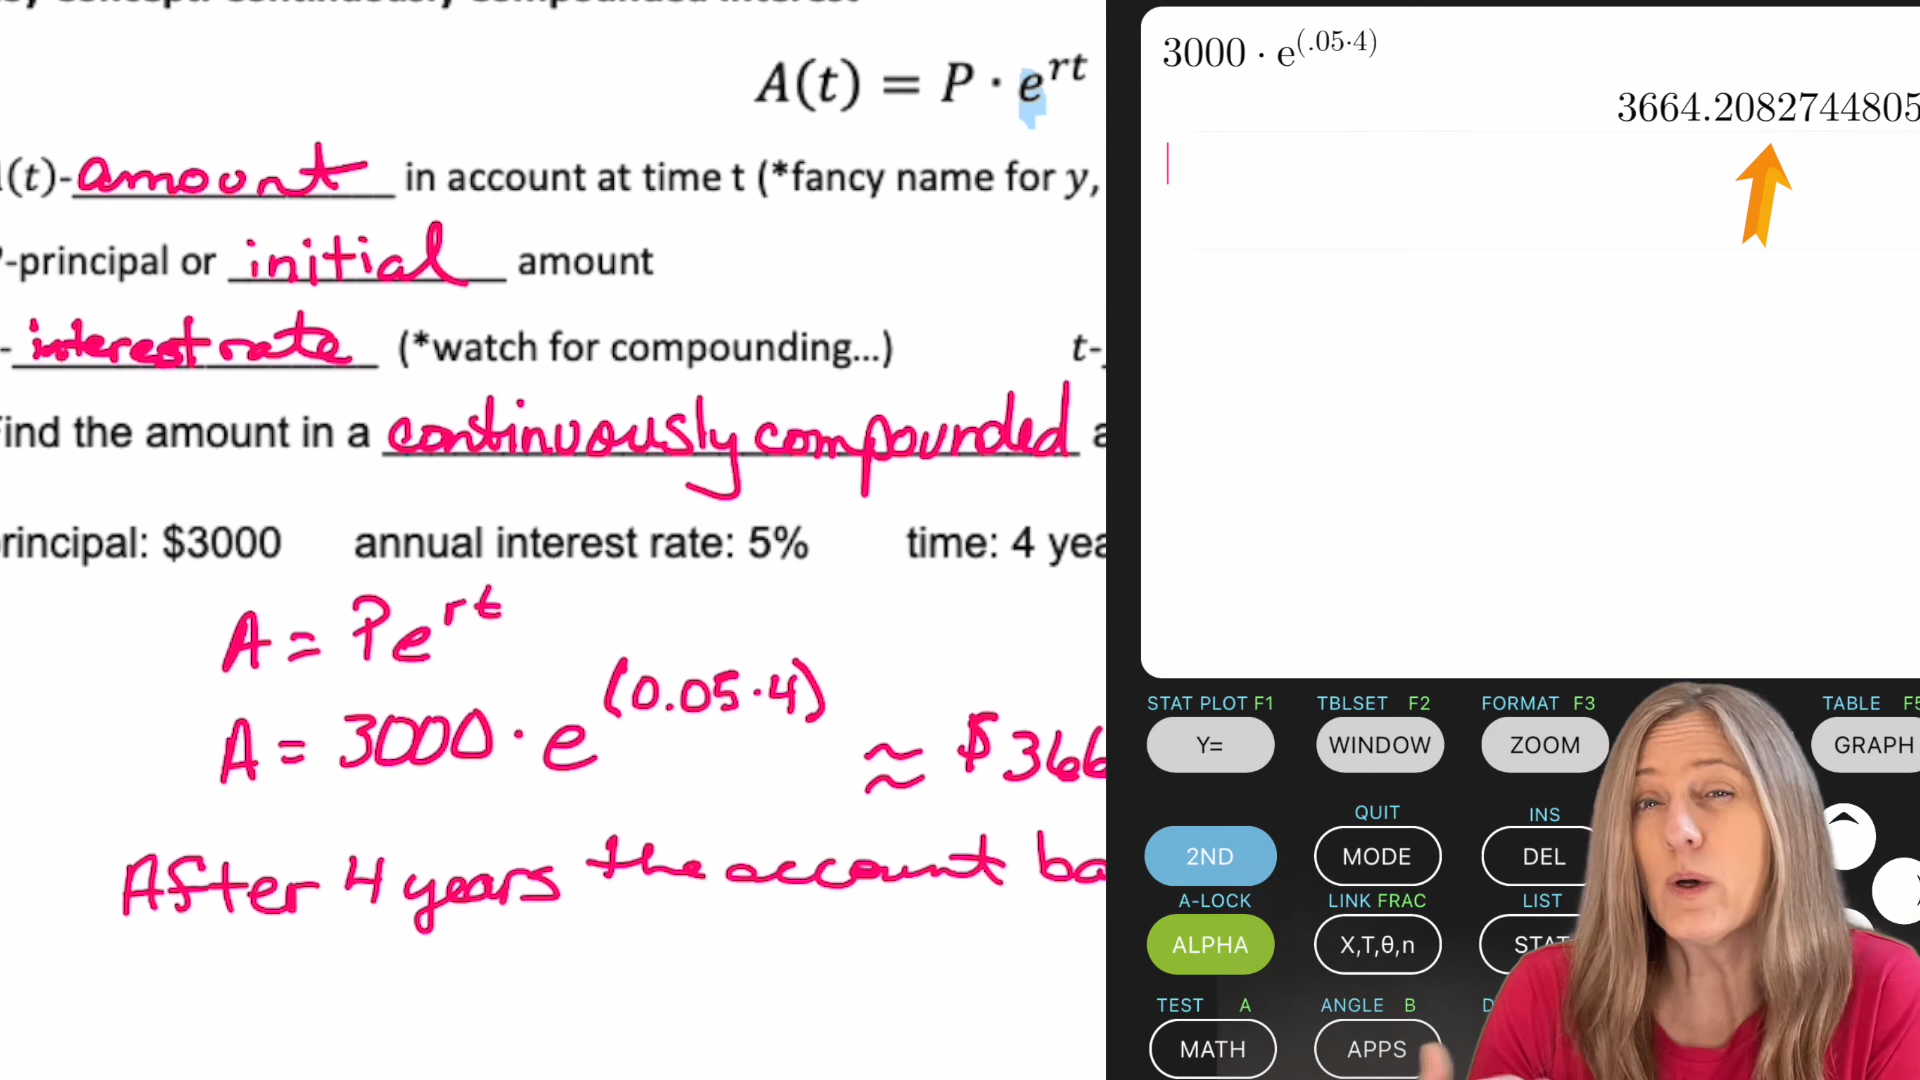 A(t) = P · e^rt
(t)-amount in account at time t (*fancy name for y,
-principal or initial amount
-interest rate (*watch for compounding...) t-
ind the amount in a continuously compounded a
rincipal: $3000 annual interest rate: 5% time: 4 yea
A = Pe^rt
A = 3000 · e^(0.05·4) ≈ $366
After 4 years the account ba
3000 · e^(.05·4)
3664.2082744805
STAT PLOT F1 TBLSET F2 FORMAT F3 TABLE F5
Y= WINDOW ZOOM GRAPH
QUIT INS
2ND MODE DEL
A-LOCK LINK FRAC LIST
ALPHA X,T,θ,n STAT
TEST A ANGLE B D
MATH APPS